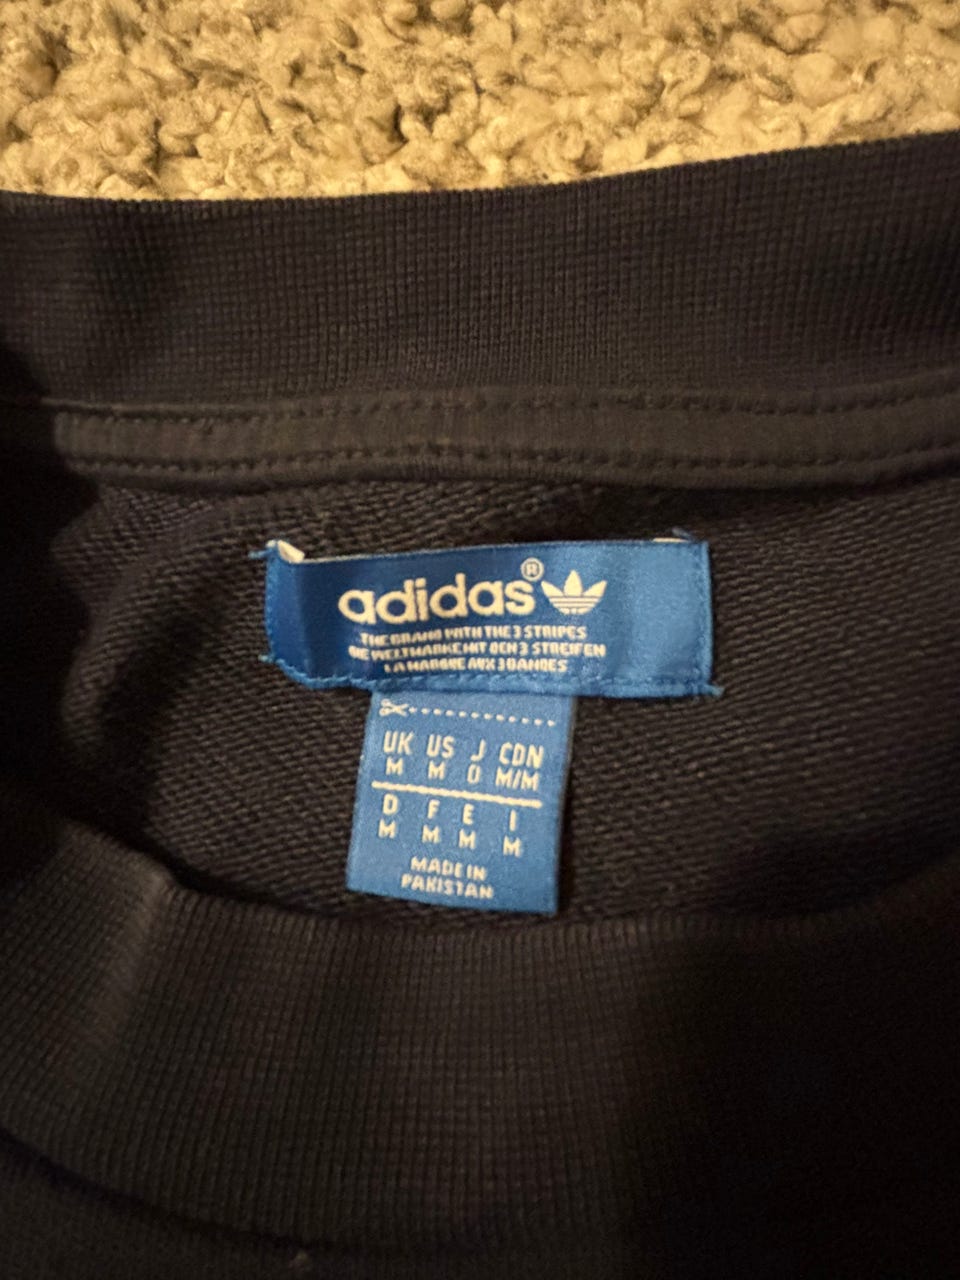 adidas®
THE BRAND WITH THE 3 STRIPES
DIE WELTMARKE MIT DEN 3 STREIFEN
LA MARQUE AUX 3 BANDES
UK US J CDN
M M O M/M
D F E I
M M M M
MADE IN
PAKISTAN